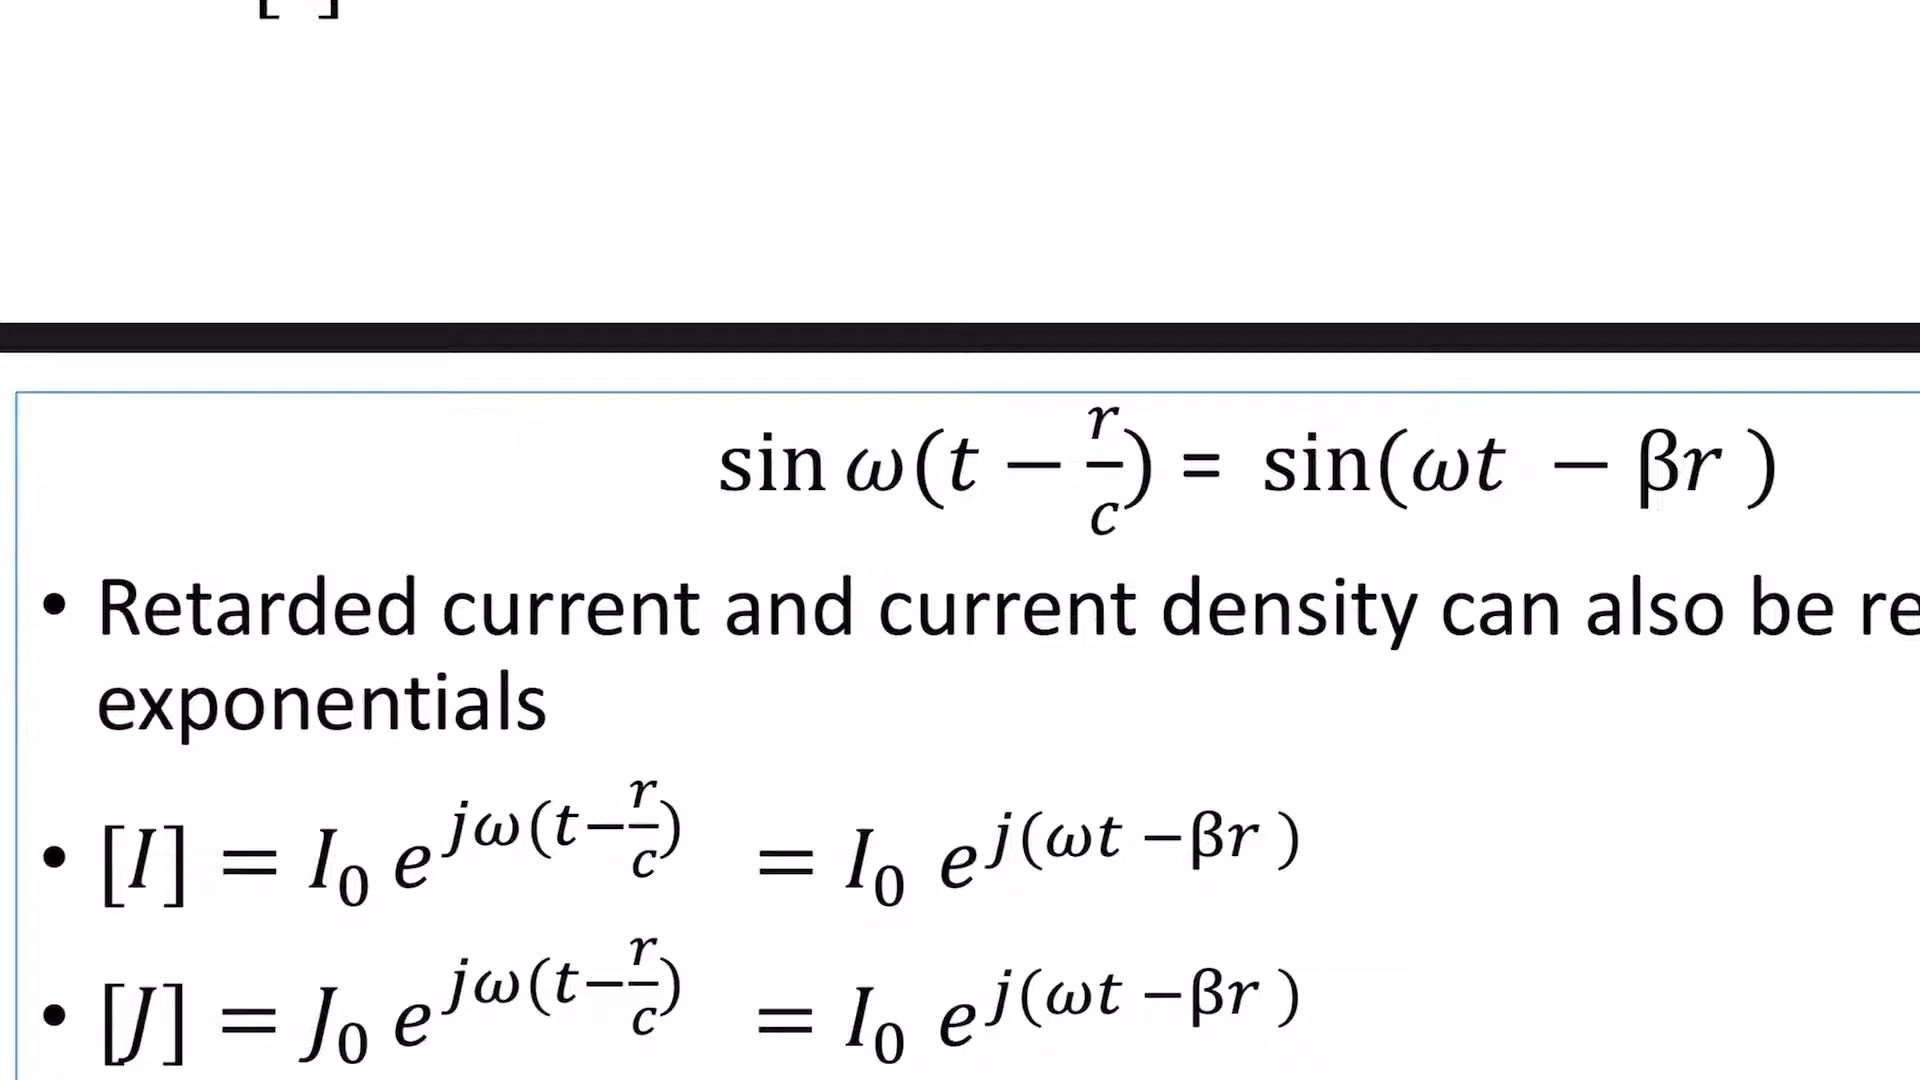 [ ]
sin ω(t − r/c) = sin(ωt − βr )
• Retarded current and current density can also be
exponentials
• [I] = I₀ e^{jω(t−r/c)} = I₀ e^{j(ωt −βr )}
• [J] = J₀ e^{jω(t−r/c)} = I₀ e^{j(ωt −βr )}